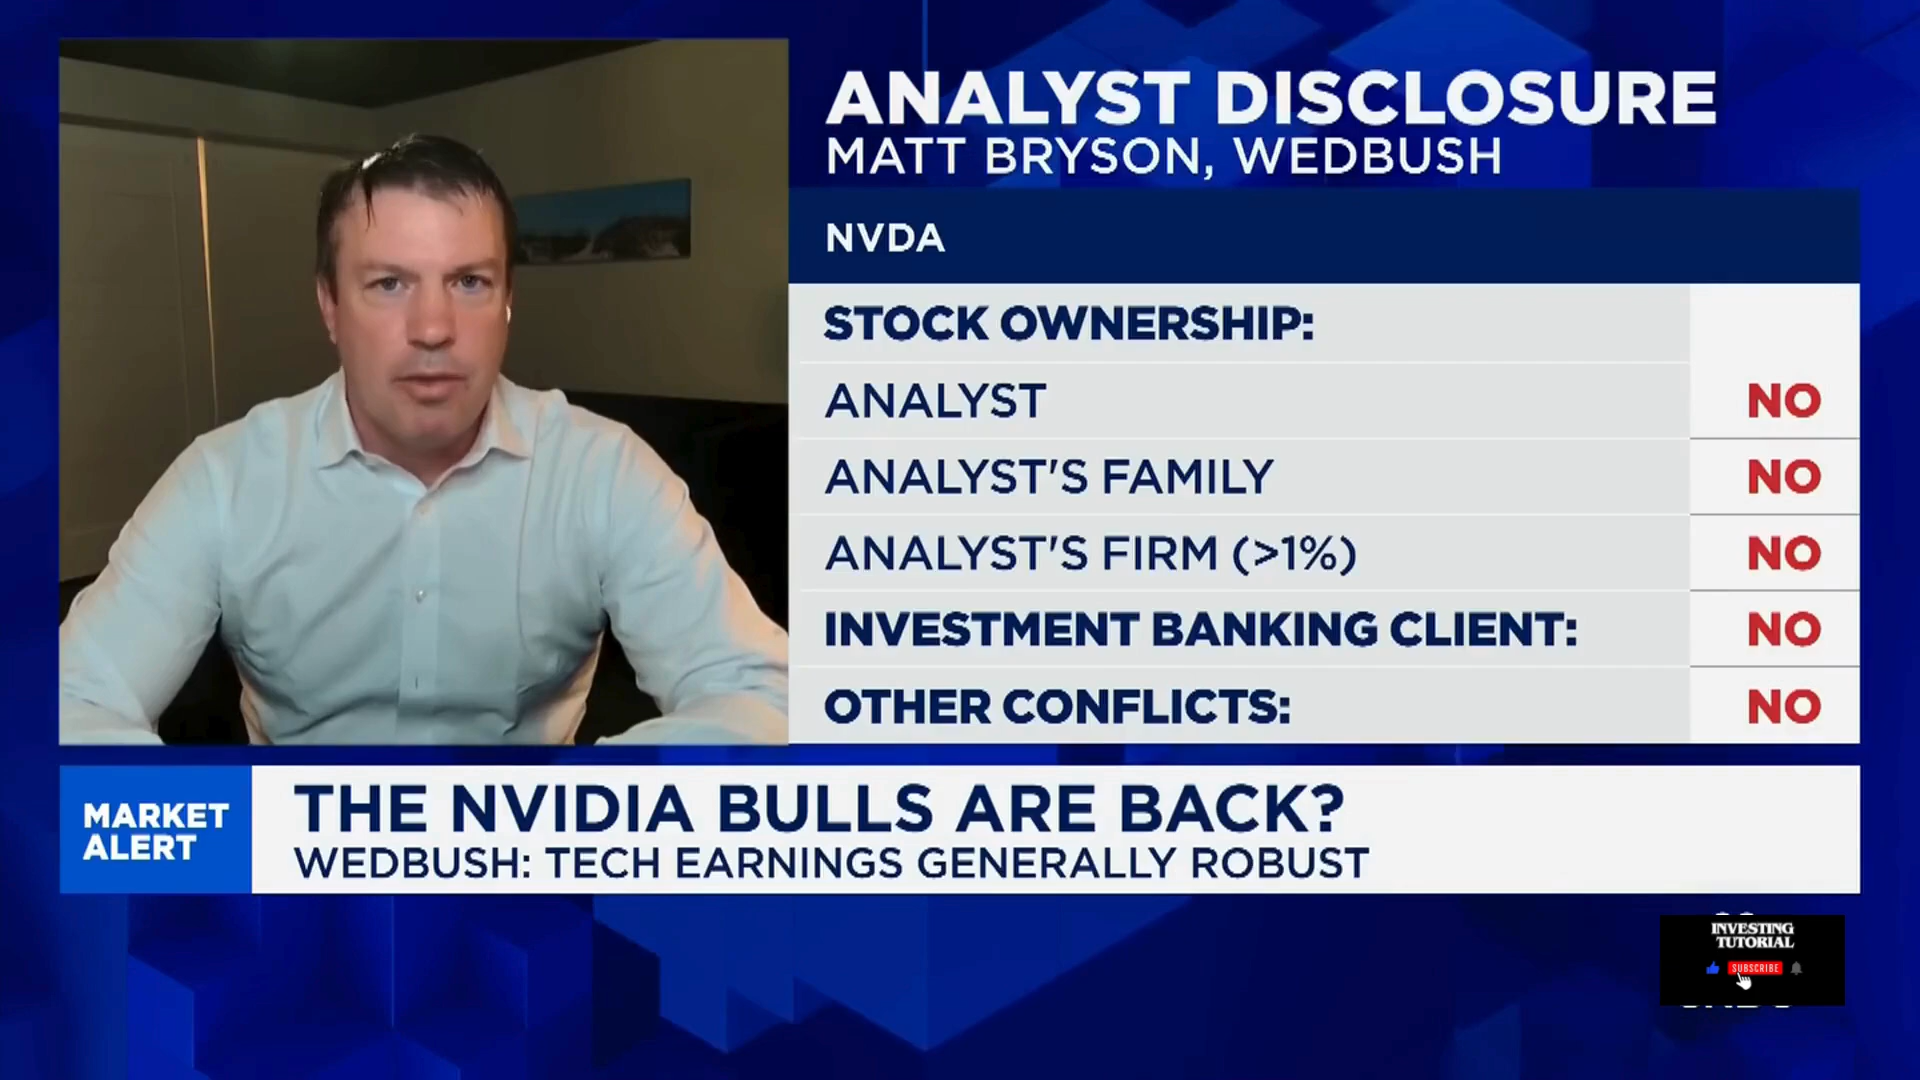 ANALYST DISCLOSURE
MATT BRYSON, WEDBUSH
NVDA
STOCK OWNERSHIP:
ANALYST NO
ANALYST'S FAMILY NO
ANALYST'S FIRM (>1%) NO
INVESTMENT BANKING CLIENT: NO
OTHER CONFLICTS: NO
MARKET
ALERT
THE NVIDIA BULLS ARE BACK?
WEDBUSH: TECH EARNINGS GENERALLY ROBUST
INVESTING
TUTORIAL
SUBSCRIBE